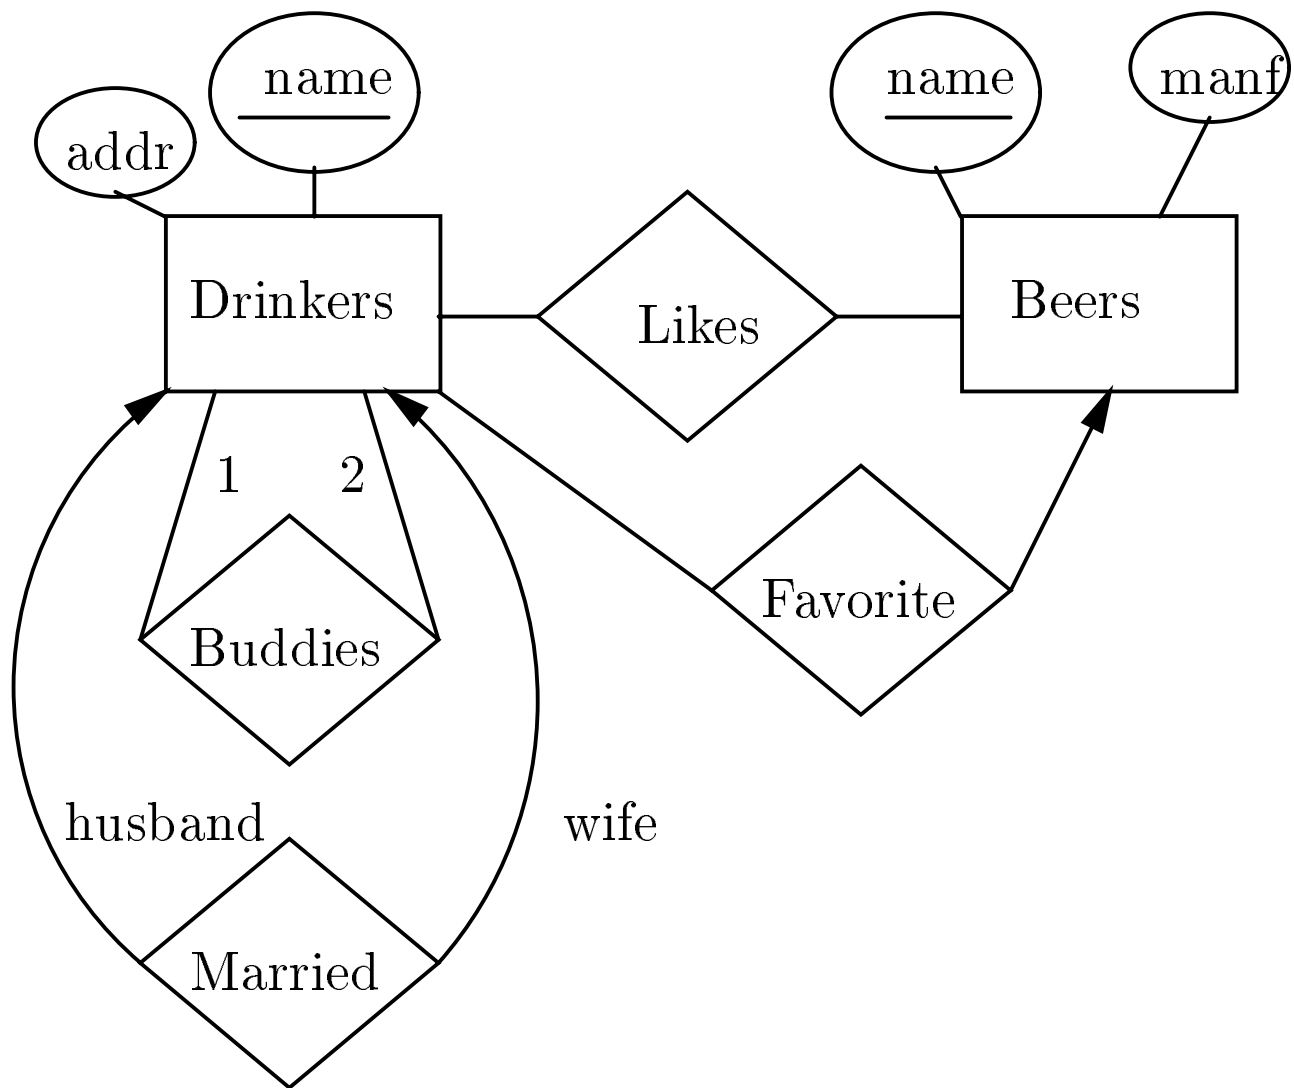 name
name
manf
addr
Drinkers
Likes
Beers
1
2
Favorite
Buddies
husband
wife
Married